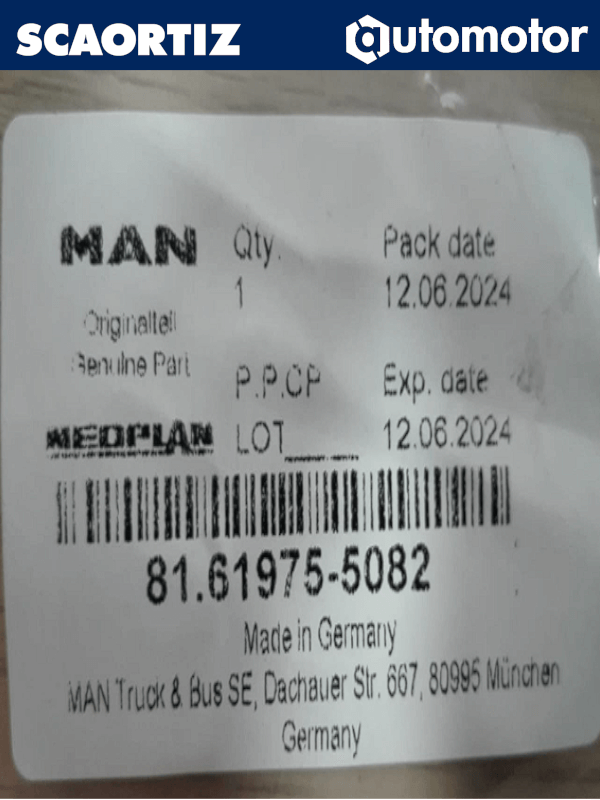 SCAORTIZ
automotor
MAN
Qty.
1
Pack date
12.06.2024
Originalteil
Genuine Part
P.P.CP
Exp. date
NEOPLAN
LOT____
12.06.2024
81.61975-5082
Made in Germany
MAN Truck & Bus SE, Dachauer Str. 667, 80995 München
Germany